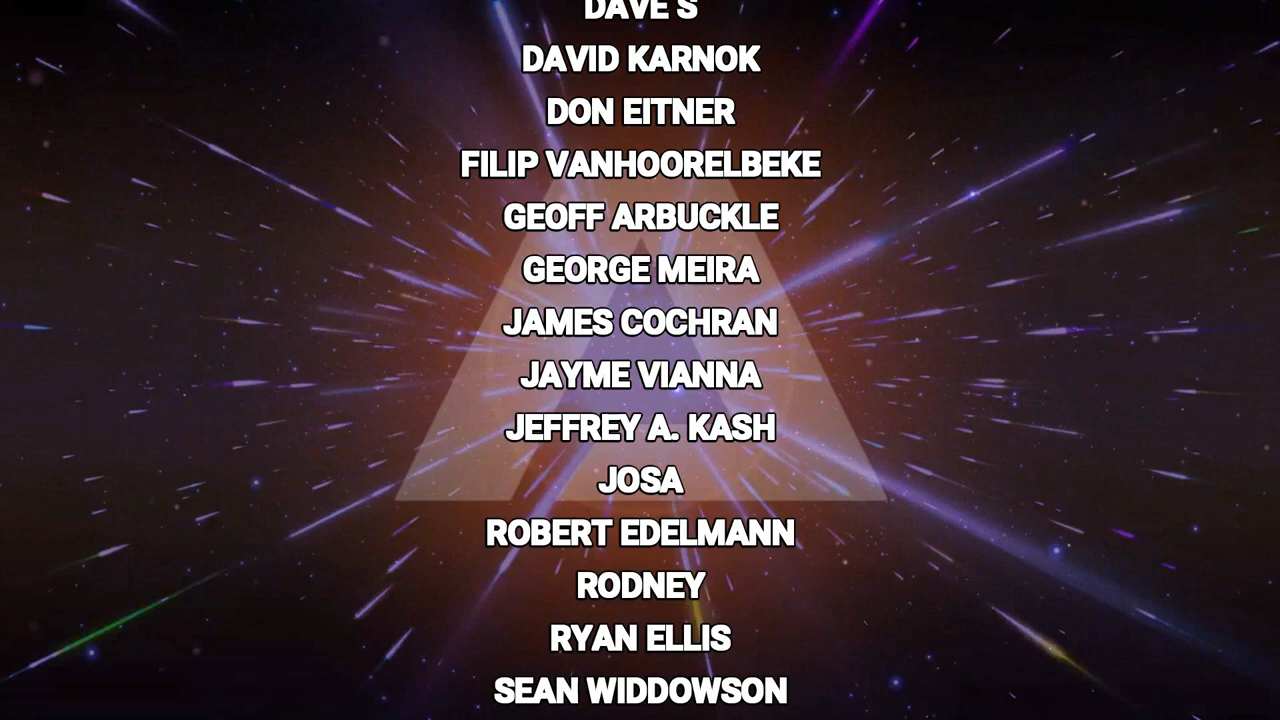 DAVE S
DAVID KARNOK
DON EITNER
FILIP VANHOORELBEKE
GEOFF ARBUCKLE
GEORGE MEIRA
JAMES COCHRAN
JAYME VIANNA
JEFFREY A. KASH
JOSA
ROBERT EDELMANN
RODNEY
RYAN ELLIS
SEAN WIDDOWSON